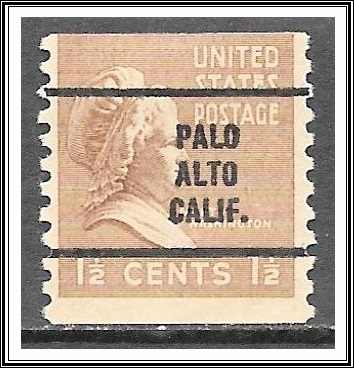 UNITED
STATES
POSTAGE
PALO
ALTO
CALIF.
WASHINGTON
1½ CENTS 1½